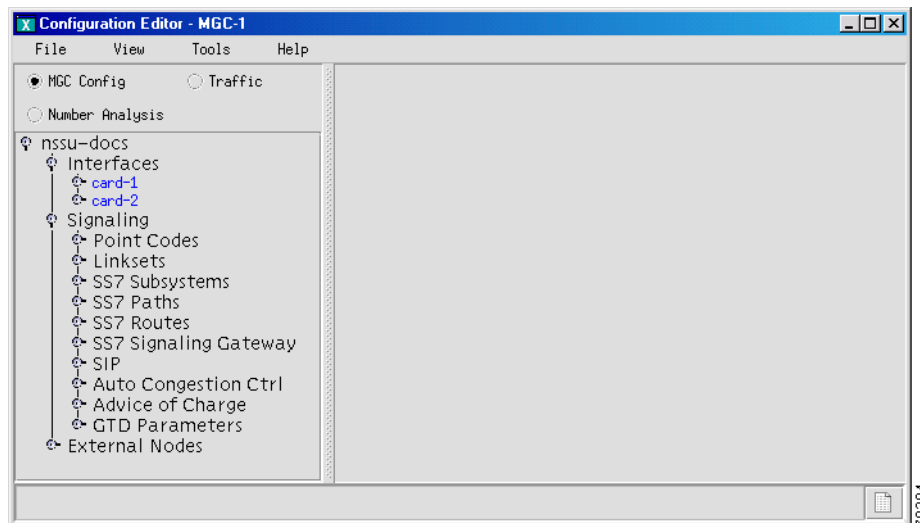 Configuration Editor - MGC-1
File View Tools Help
MGC Config Traffic
Number Analysis
nssu-docs
Interfaces
card-1
card-2
Signaling
Point Codes
Linksets
SS7 Subsystems
SS7 Paths
SS7 Routes
SS7 Signaling Gateway
SIP
Auto Congestion Ctrl
Advice of Charge
GTD Parameters
External Nodes